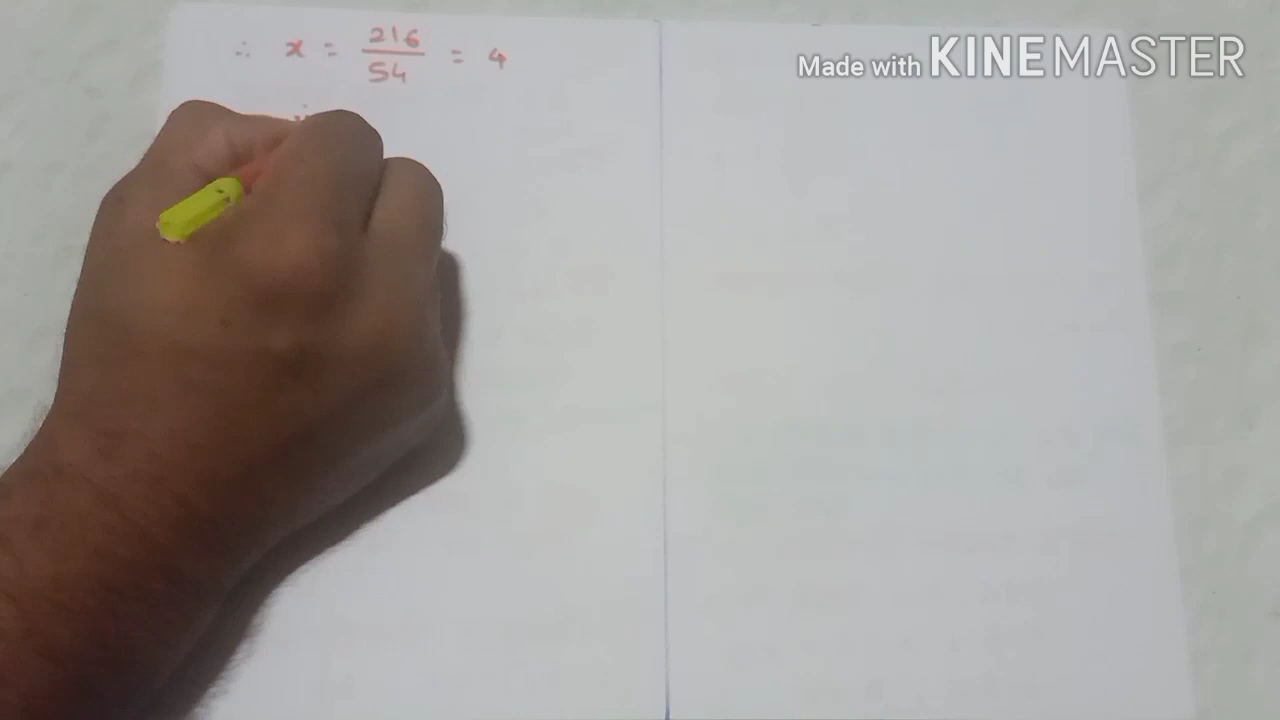 ∴ x = 216/54 = 4
Made with KINEMASTER